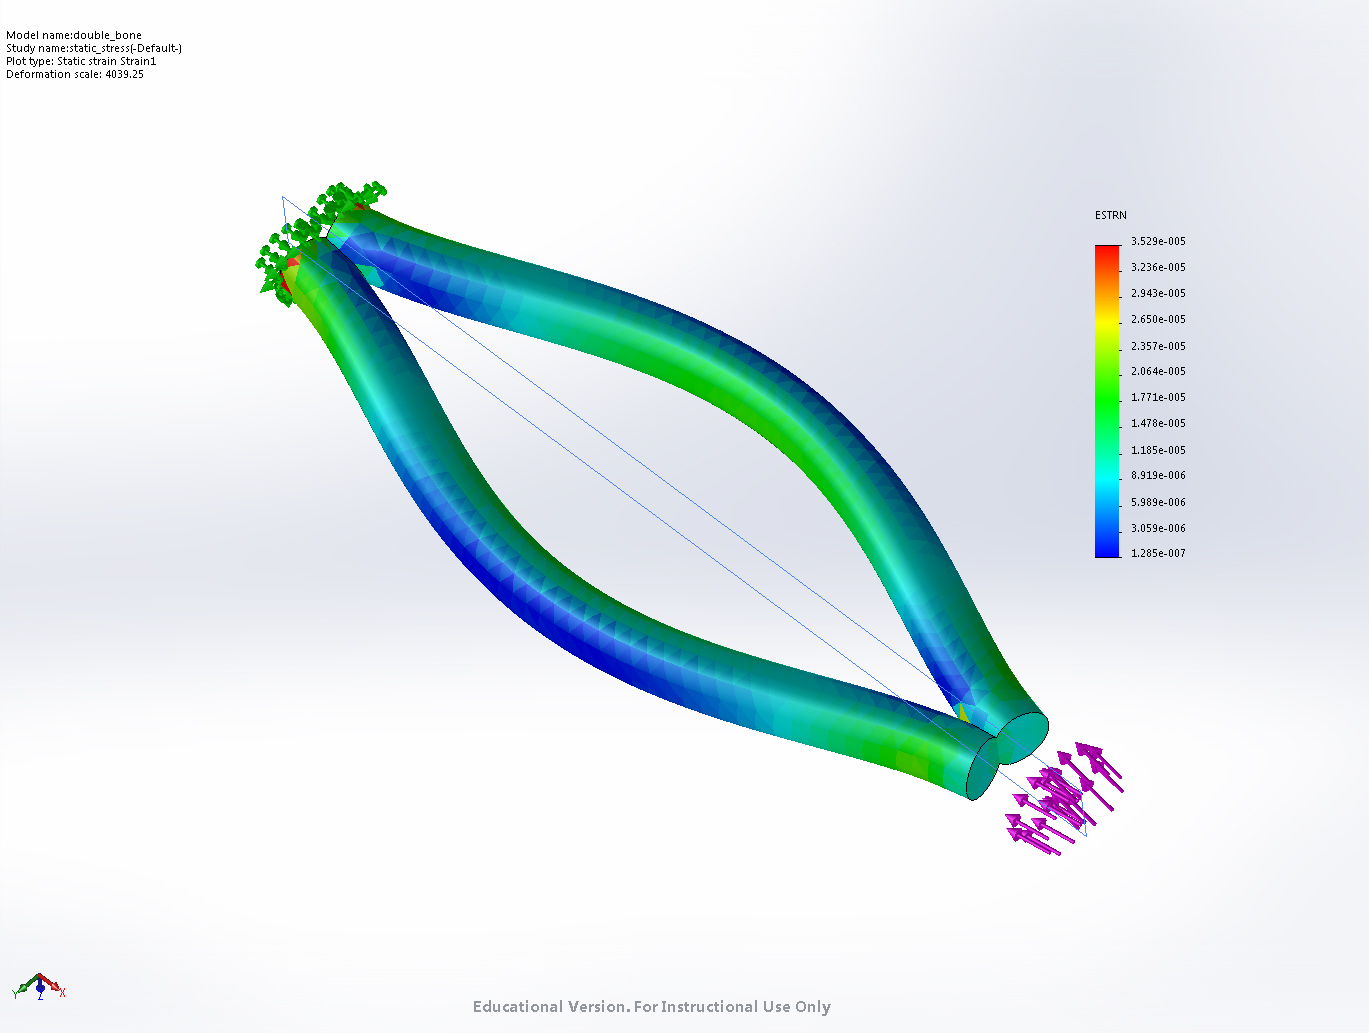 Model name:double_bone
Study name:static_stress(-Default-)
Plot type: Static strain Strain1
Deformation scale: 4039.25
ESTRN
3.529e-005
3.236e-005
2.943e-005
2.650e-005
2.357e-005
2.064e-005
1.771e-005
1.478e-005
1.185e-005
8.919e-006
5.989e-006
3.059e-006
1.285e-007
Y
Z
X
Educational Version. For Instructional Use Only